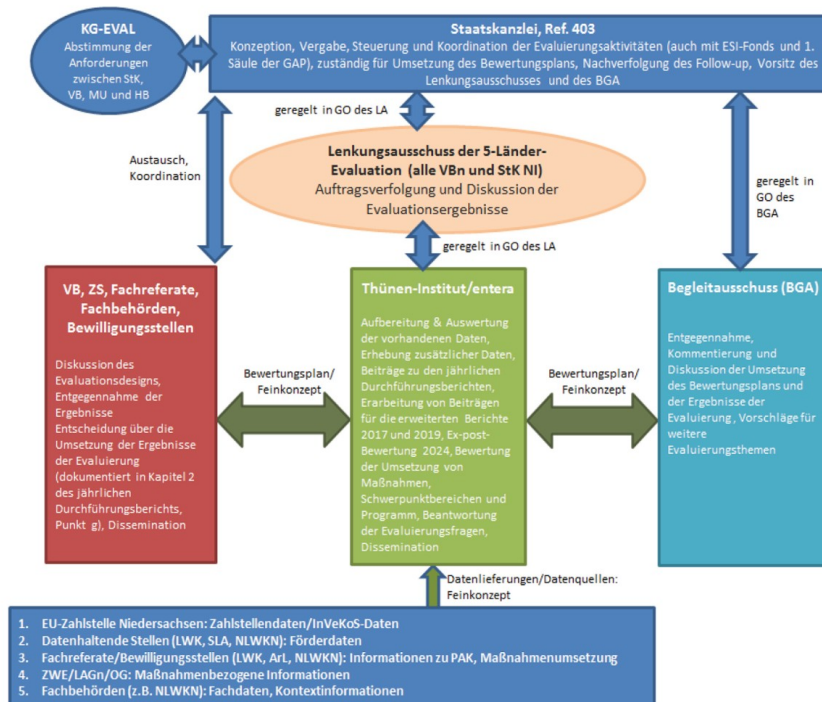 KG-EVAL
Abstimmung der
Anforderungen
zwischen StK,
VB, MU und HB
Staatskanzlei, Ref. 403
Konzeption, Vergabe, Steuerung und Koordination der Evaluierungsaktivitäten (auch mit ESI-Fonds und 1.
Säule der GAP), zuständig für Umsetzung des Bewertungsplans, Nachverfolgung des Follow-up, Vorsitz des
Lenkungsausschusses und des BGA
geregelt in GO des LA
Austausch,
Koordination
Lenkungsausschuss der 5-Länder-
Evaluation (alle VBn und StK NI)
Auftragsverfolgung und Diskussion der
Evaluationsergebnisse
geregelt in
GO des
BGA
geregelt in GO des LA
VB, ZS, Fachreferate,
Fachbehörden,
Bewilligungsstellen
Diskussion des
Evaluationsdesigns,
Entgegennahme der
Ergebnisse
Entscheidung über die
Umsetzung der Ergebnisse
der Evaluierung
(dokumentiert in Kapitel 2
des jährlichen
Durchführungsberichts,
Punkt g), Dissemination
Bewertungsplan/
Feinkonzept
Thünen-Institut/entera
Aufbereitung & Auswertung
der vorhandenen Daten,
Erhebung zusätzlicher Daten,
Beiträge zu den jährlichen
Durchführungsberichten,
Erarbeitung von Beiträgen
für die erweiterten Berichte
2017 und 2019, Ex-post-
Bewertung 2024, Bewertung
der Umsetzung von
Maßnahmen,
Schwerpunktbereichen und
Programm, Beantwortung
der Evaluierungsfragen,
Dissemination
Bewertungsplan/
Feinkonzept
Begleitausschuss (BGA)
Entgegennahme,
Kommentierung und
Diskussion der Umsetzung
des Bewertungsplans und
der Ergebnisse der
Evaluierung, Vorschläge für
weitere
Evaluierungsthemen
Datenlieferungen/Datenquellen:
Feinkonzept
1. EU-Zahlstelle Niedersachsen: Zahlstellendaten/InVeKoS-Daten
2. Datenhaltende Stellen (LWK, SLA, NLWKN): Förderdaten
3. Fachreferate/Bewilligungsstellen (LWK, ArL, NLWKN): Informationen zu PAK, Maßnahmenumsetzung
4. ZWE/LAGn/OG: Maßnahmenbezogene Informationen
5. Fachbehörden (z.B. NLWKN): Fachdaten, Kontextinformationen